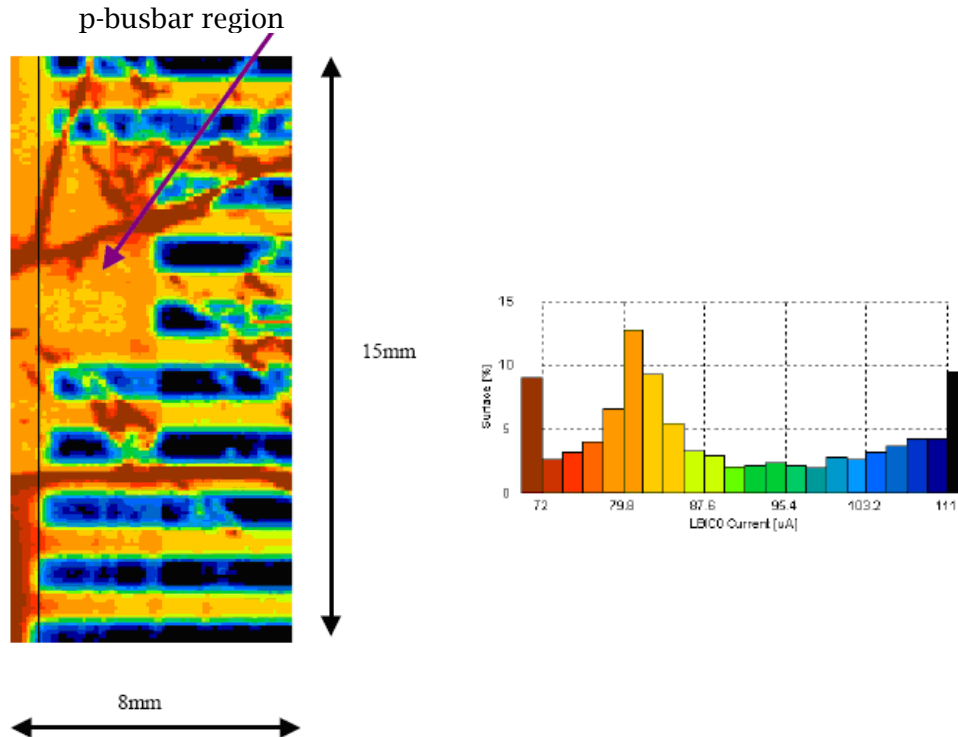 p-busbar region
15mm
8mm
15
10
5
0
Surface [%]
72 79.8 87.6 95.4 103.2 111
LBIC0 Current [uA]